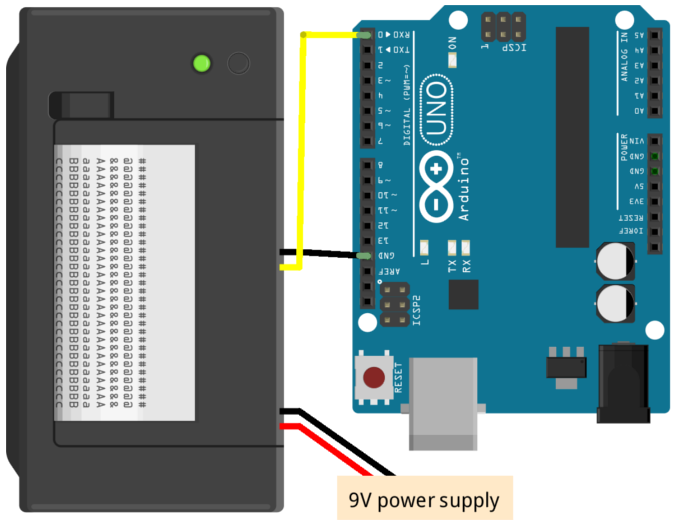 CBaA8a#
RX0◄0
TX0►1
2
~3
4
~5
~6
7
DIGITAL (PWM=~)
8
~9
~10
~11
12
13
GND
AREF
ON
1
ICSP
UNO
Arduino™
L
TX
RX
ICSP2
RESET
ANALOG IN
A5
A4
A3
A2
A1
A0
POWER
VIN
GND
GND
5V
3V3
RESET
IOREF
9V power supply